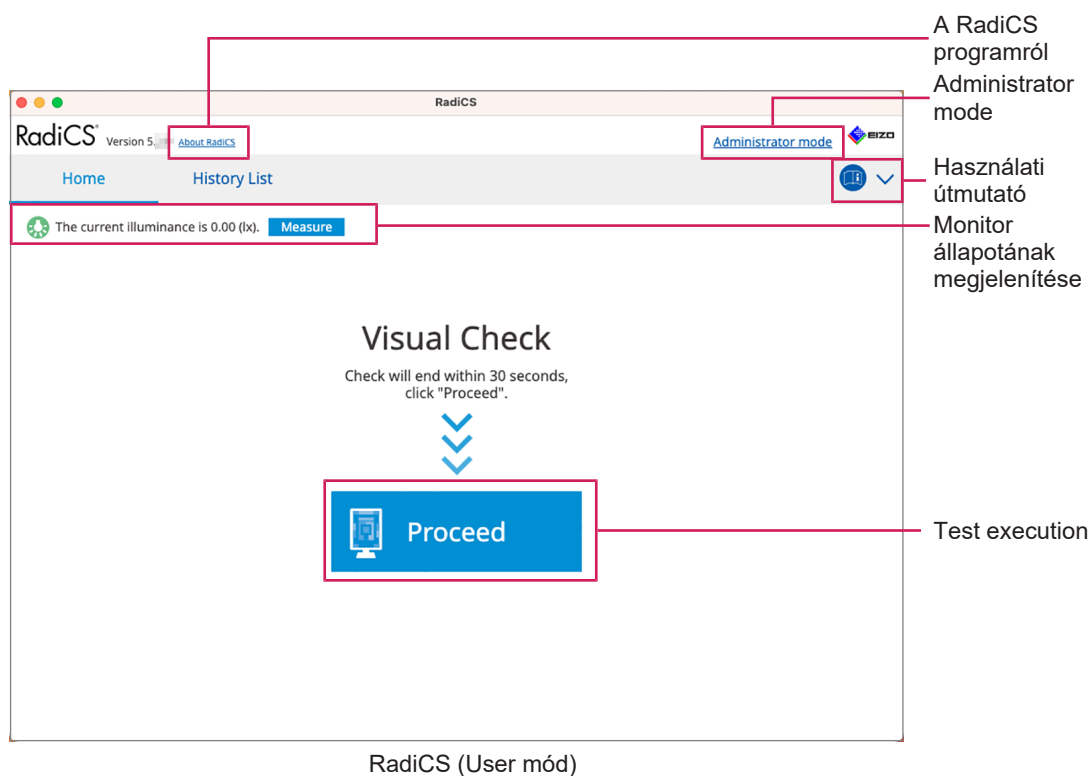 A RadiCS
programról
Administrator
mode
RadiCS
RadiCS® Version 5. About RadiCS
Administrator mode
EIZO
Home
History List
Használati
útmutató
The current illuminance is 0.00 (lx).
Measure
Monitor
állapotának
megjelenítése
Visual Check
Check will end within 30 seconds,
click "Proceed".
Proceed
Test execution
RadiCS (User mód)